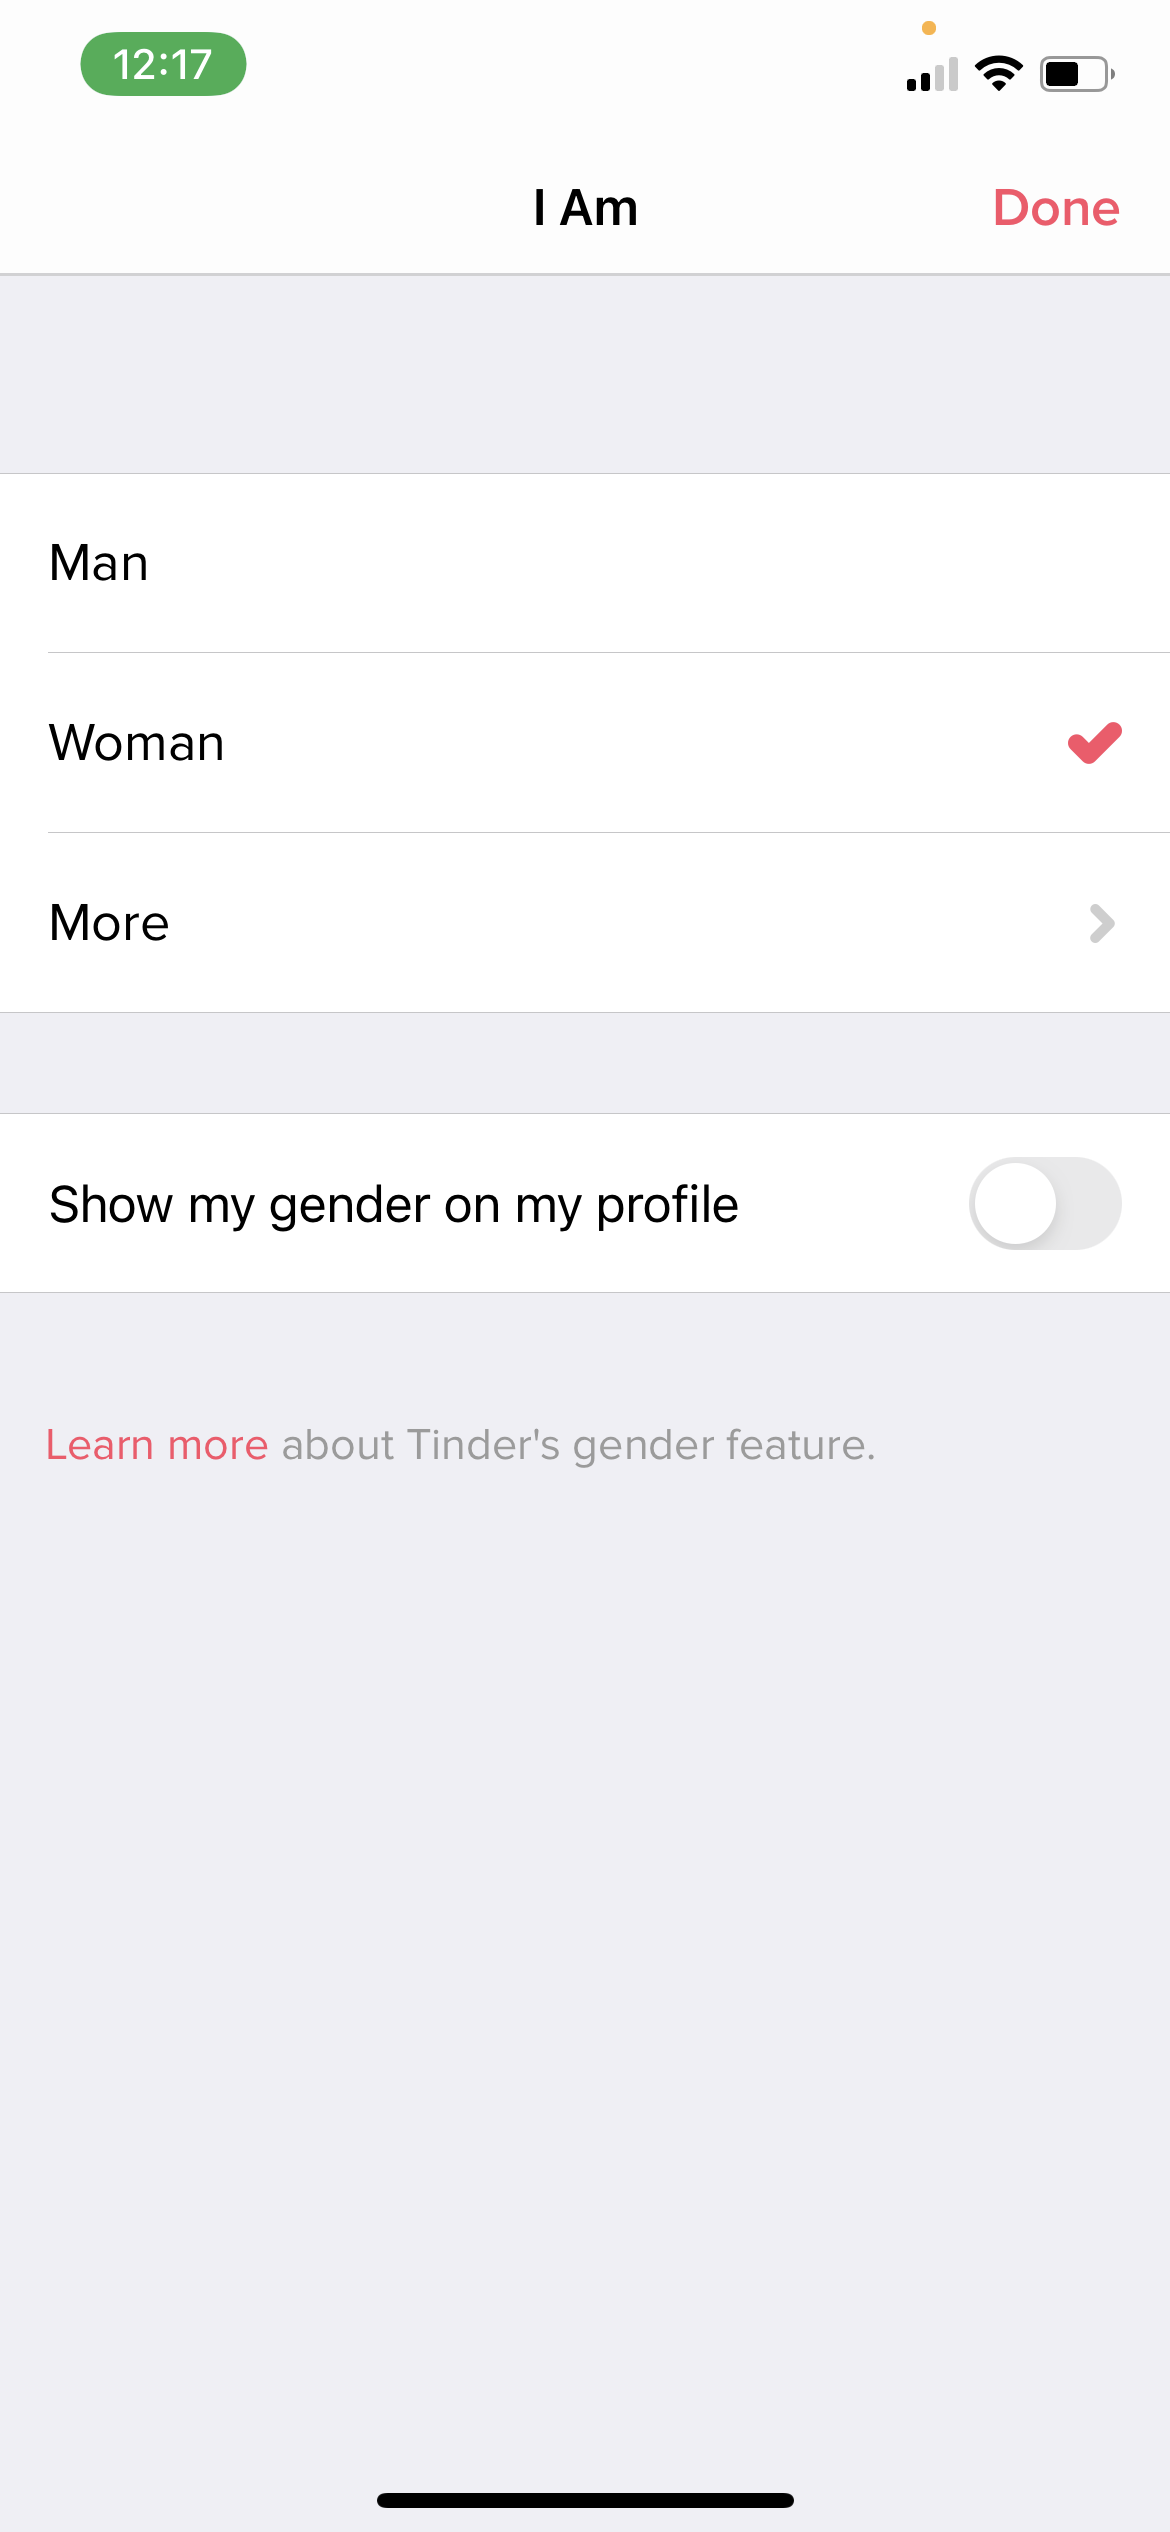 12:17
I Am
Done
Man
Woman
More
Show my gender on my profile
Learn more about Tinder's gender feature.